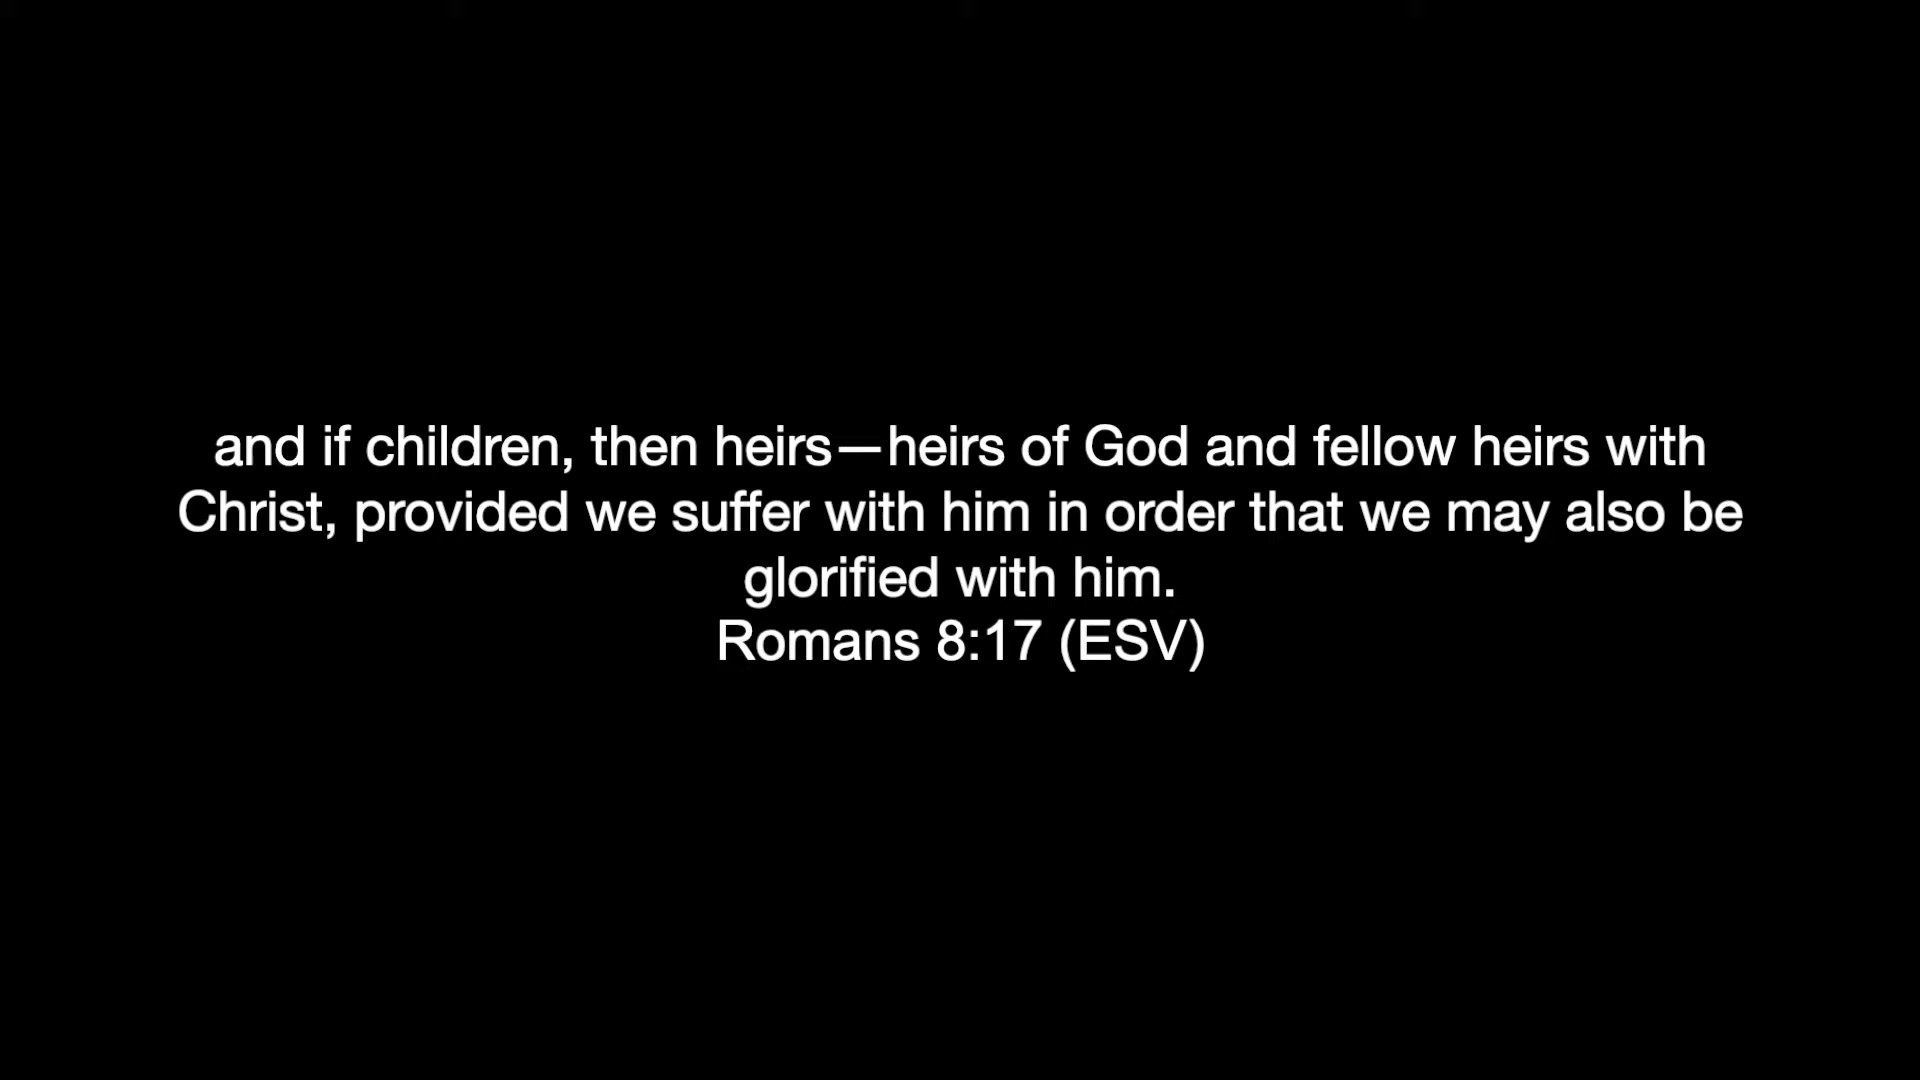 and if children, then heirs—heirs of God and fellow heirs with
Christ, provided we suffer with him in order that we may also be
glorified with him.
Romans 8:17 (ESV)